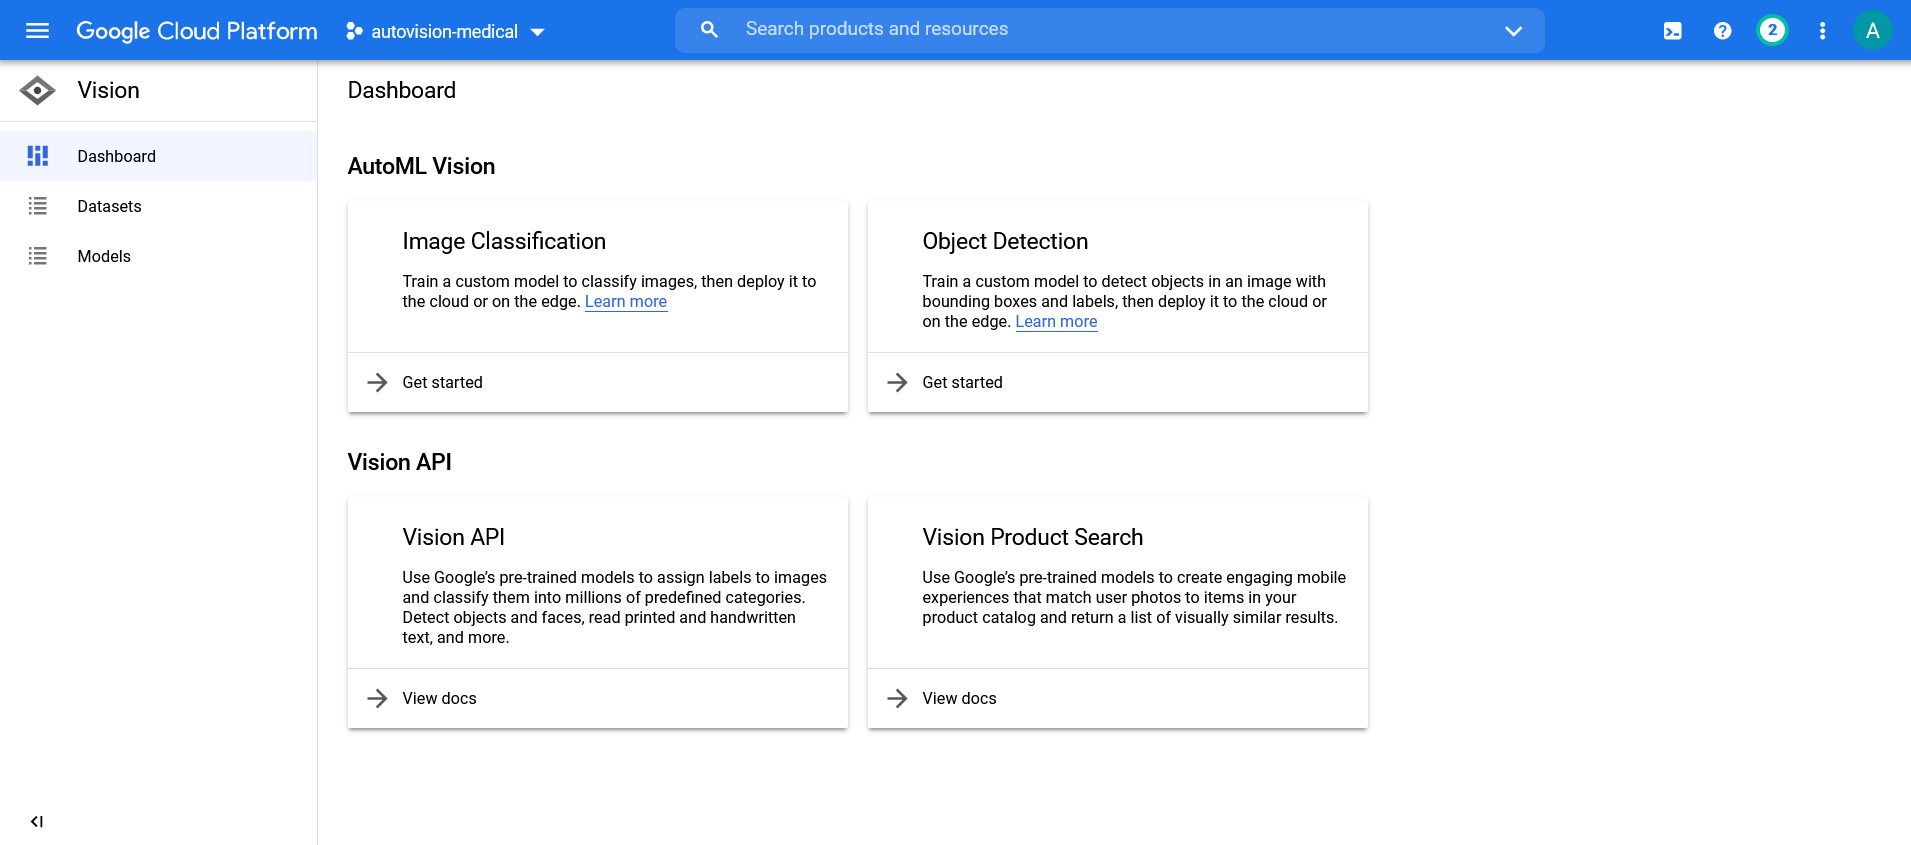 Google Cloud Platform
autovision-medical
Search products and resources
2
A
Vision
Dashboard
Datasets
Models
Dashboard
AutoML Vision
Image Classification
Train a custom model to classify images, then deploy it to
the cloud or on the edge. Learn more
Get started
Object Detection
Train a custom model to detect objects in an image with
bounding boxes and labels, then deploy it to the cloud or
on the edge. Learn more
Get started
Vision API
Vision API
Use Google's pre-trained models to assign labels to images
and classify them into millions of predefined categories.
Detect objects and faces, read printed and handwritten
text, and more.
View docs
Vision Product Search
Use Google's pre-trained models to create engaging mobile
experiences that match user photos to items in your
product catalog and return a list of visually similar results.
View docs